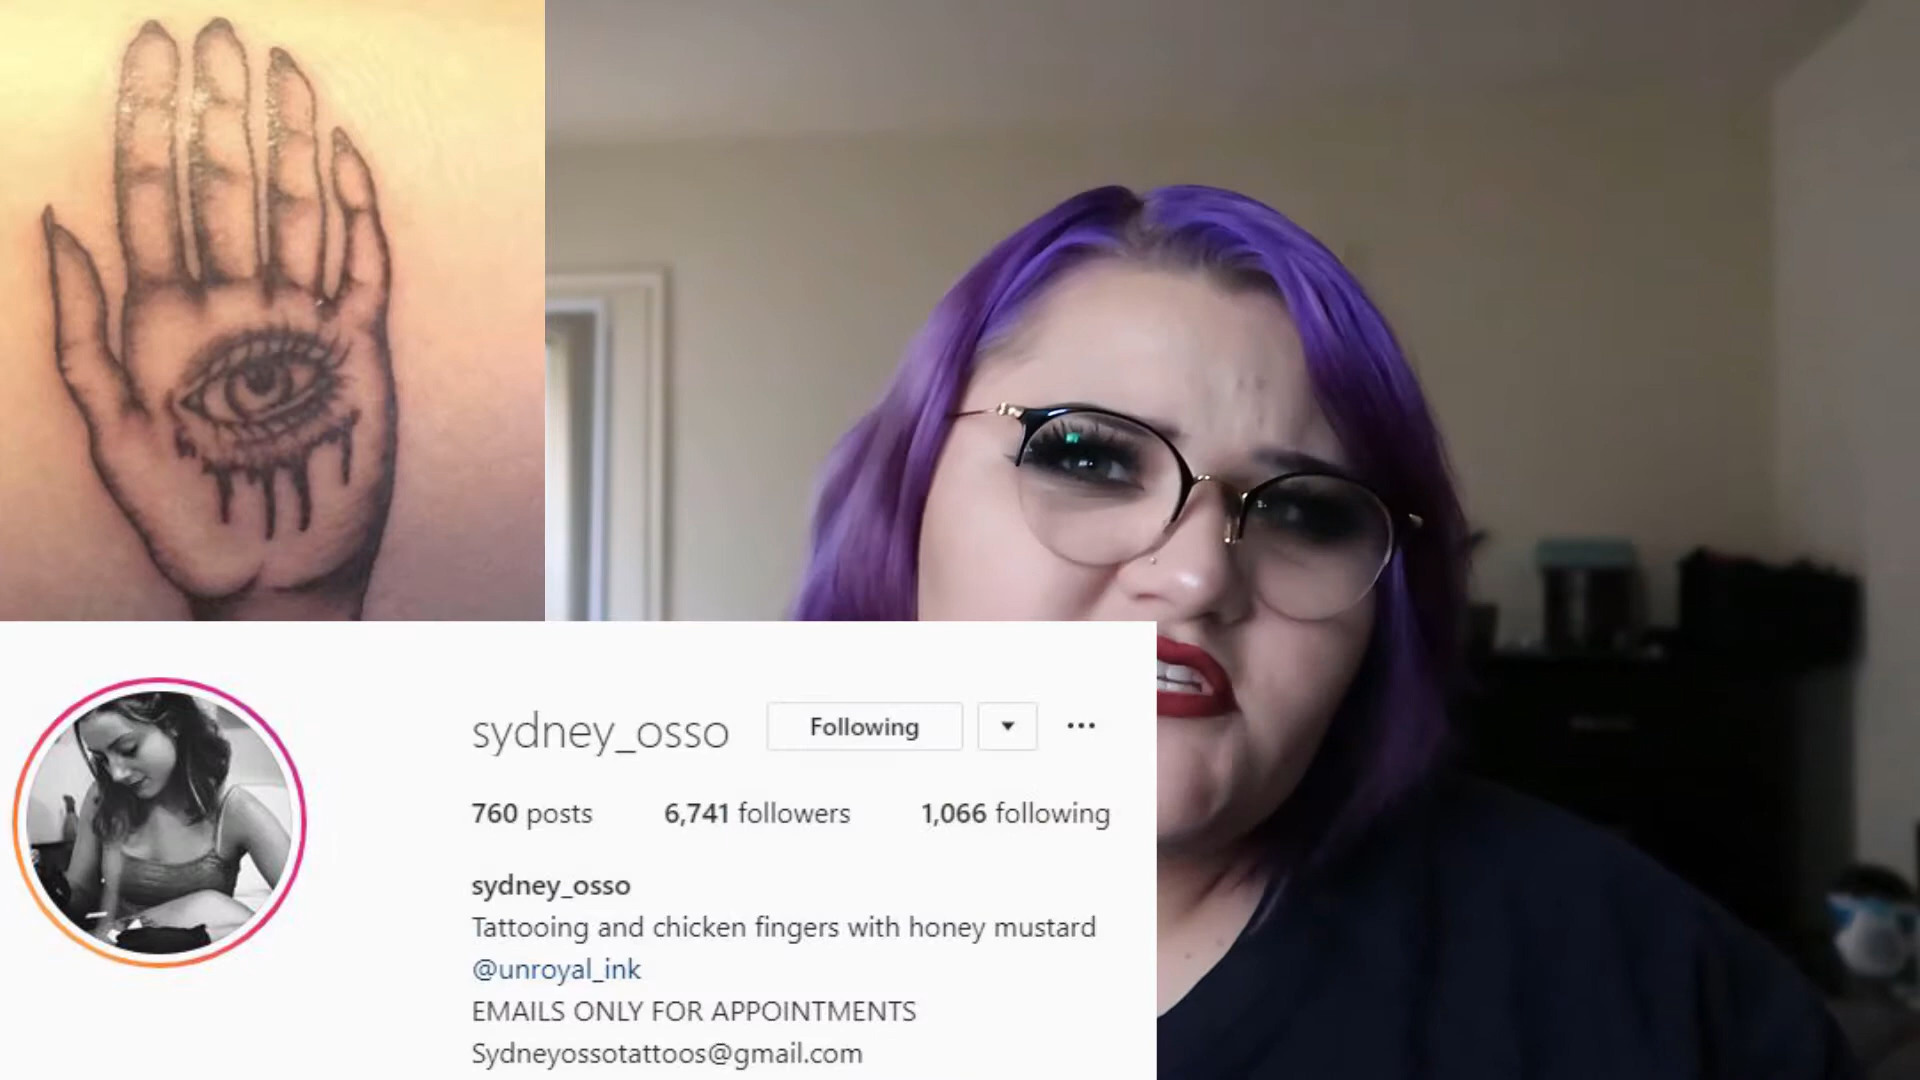 sydney_osso Following ▼ ...
760 posts 6,741 followers 1,066 following
sydney_osso
Tattooing and chicken fingers with honey mustard
@unroyal_ink
EMAILS ONLY FOR APPOINTMENTS
Sydneyossotattoos@gmail.com